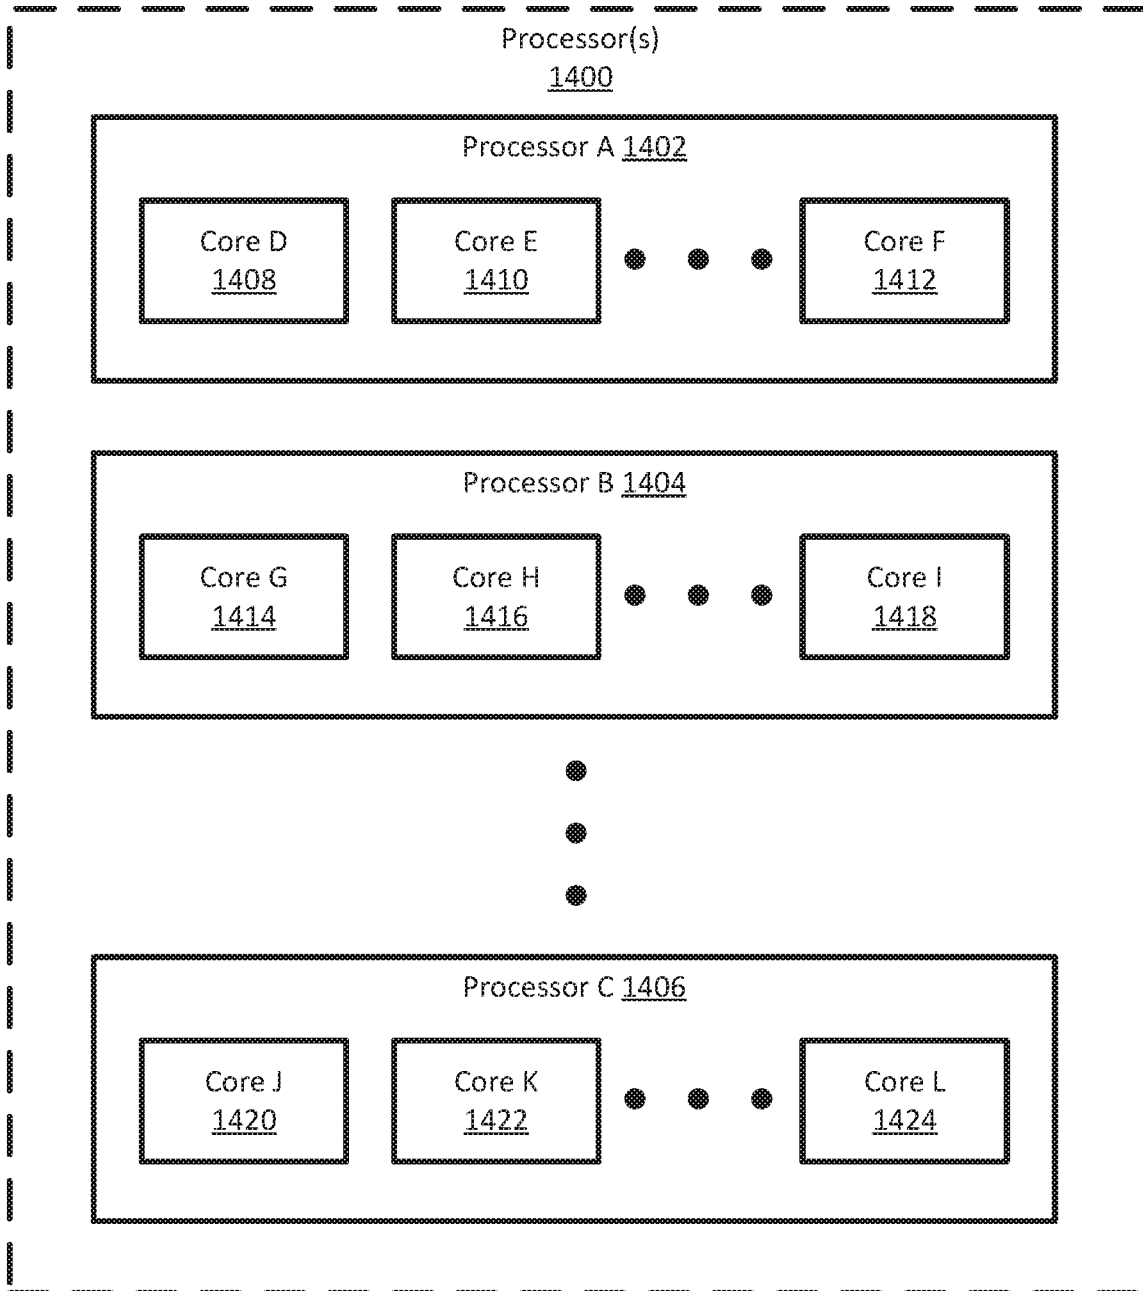 Processor(s)
1400
Processor A 1402
Core D
1408
Core E
1410
Core F
1412
Processor B 1404
Core G
1414
Core H
1416
Core I
1418
Processor C 1406
Core J
1420
Core K
1422
Core L
1424